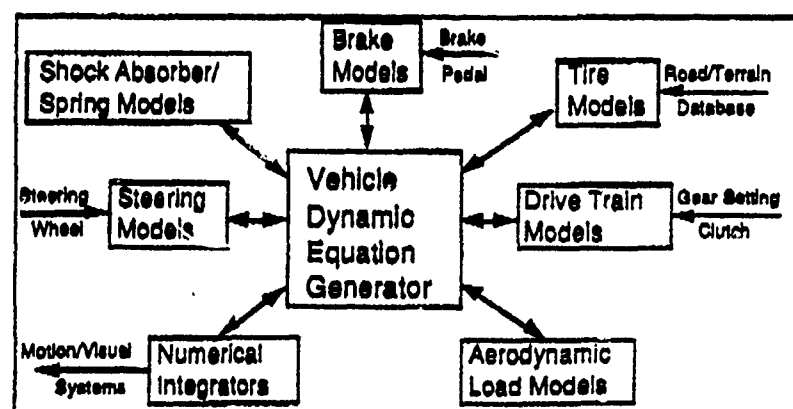 Shock Absorber/
Spring Models
Brake
Models
Brake
Pedal
Tire
Models
Road/Terrain
Database
Steering
Wheel
Steering
Models
Vehicle
Dynamic
Equation
Generator
Drive Train
Models
Gear Setting
Clutch
Motion/Visual
Systems
Numerical
Integrators
Aerodynamic
Load Models